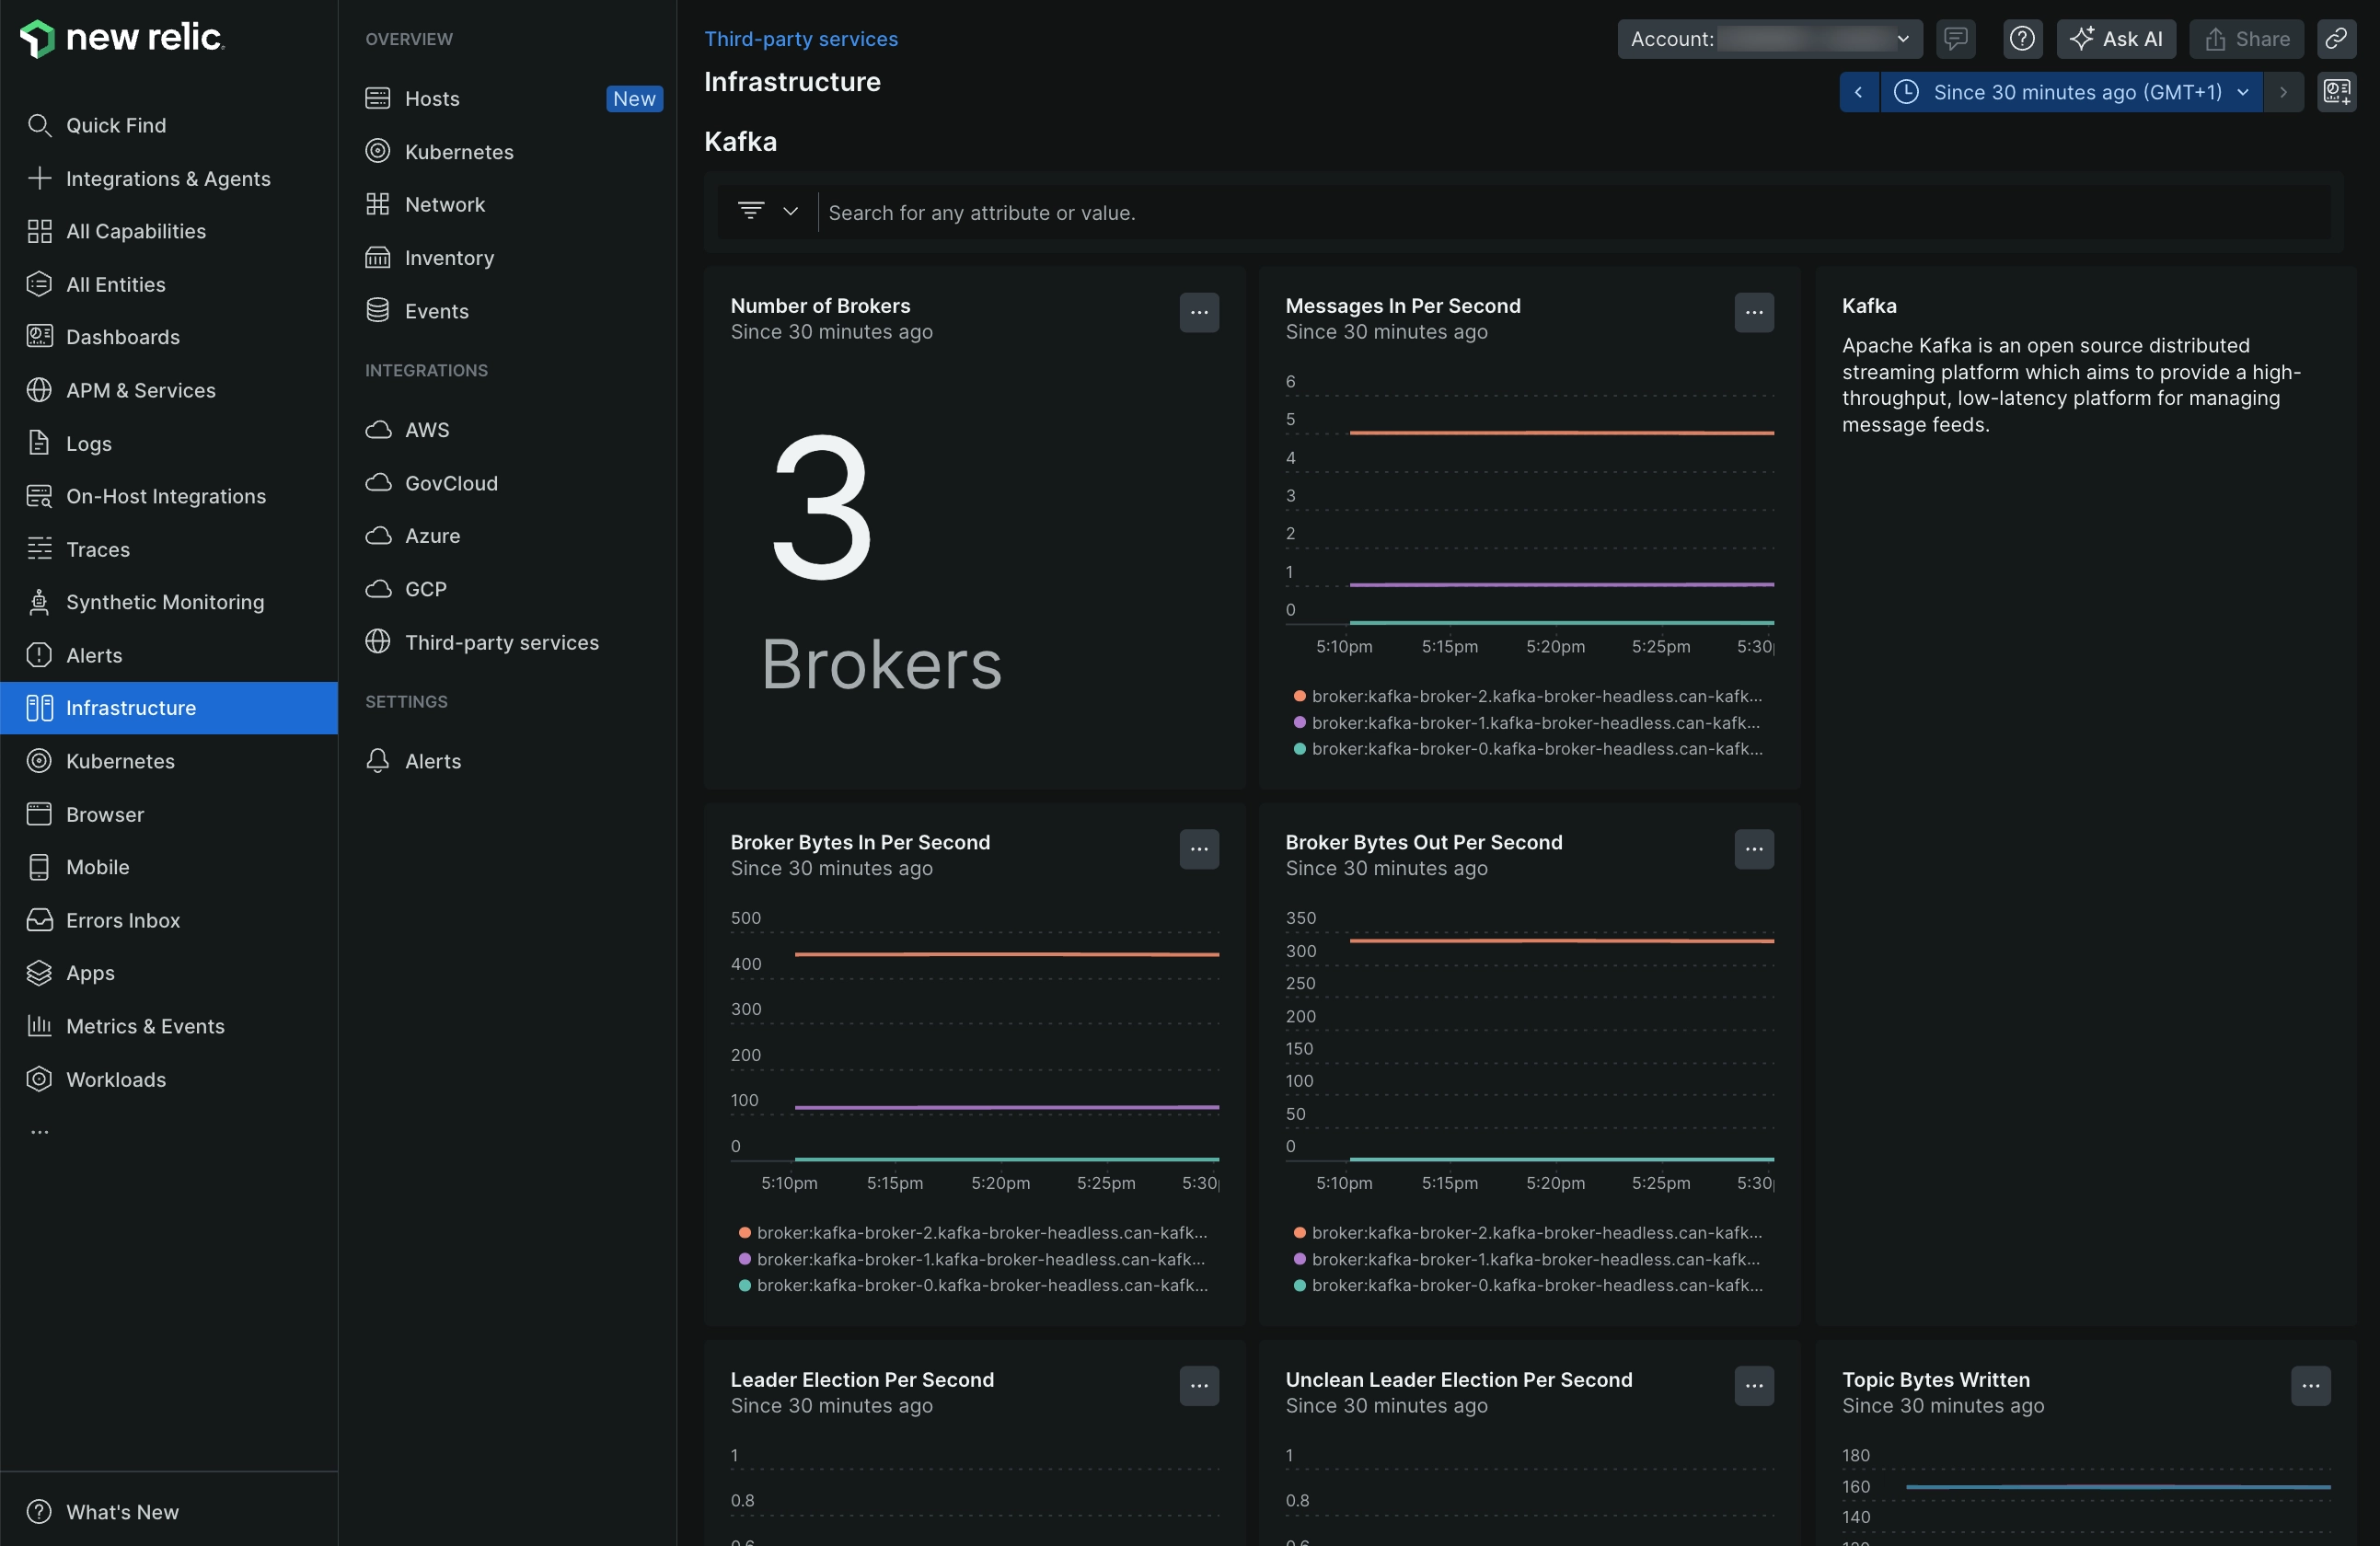 new relic.
Quick Find
Integrations & Agents
All Capabilities
All Entities
Dashboards
APM & Services
Logs
On-Host Integrations
Traces
Synthetic Monitoring
Alerts
Infrastructure
Kubernetes
Browser
Mobile
Errors Inbox
Apps
Metrics & Events
Workloads
...
What's New
OVERVIEW
Hosts New
Kubernetes
Network
Inventory
Events
INTEGRATIONS
AWS
GovCloud
Azure
GCP
Third-party services
SETTINGS
Alerts
Third-party services
Infrastructure
Account:
Ask AI
Share
Since 30 minutes ago (GMT+1)
Kafka
Search for any attribute or value.
Number of Brokers
Since 30 minutes ago
3
Brokers
Messages In Per Second
Since 30 minutes ago
6
5
4
3
2
1
0
5:10pm 5:15pm 5:20pm 5:25pm 5:30
broker:kafka-broker-2.kafka-broker-headless.can-kafk...
broker:kafka-broker-1.kafka-broker-headless.can-kafk...
broker:kafka-broker-0.kafka-broker-headless.can-kafk...
Kafka
Apache Kafka is an open source distributed
streaming platform which aims to provide a high-
throughput, low-latency platform for managing
message feeds.
Broker Bytes In Per Second
Since 30 minutes ago
500
400
300
200
100
0
5:10pm 5:15pm 5:20pm 5:25pm 5:30
broker:kafka-broker-2.kafka-broker-headless.can-kafk...
broker:kafka-broker-1.kafka-broker-headless.can-kafk...
broker:kafka-broker-0.kafka-broker-headless.can-kafk...
Broker Bytes Out Per Second
Since 30 minutes ago
350
300
250
200
150
100
50
0
5:10pm 5:15pm 5:20pm 5:25pm 5:30
broker:kafka-broker-2.kafka-broker-headless.can-kafk...
broker:kafka-broker-1.kafka-broker-headless.can-kafk...
broker:kafka-broker-0.kafka-broker-headless.can-kafk...
Leader Election Per Second
Since 30 minutes ago
1
0.8
Unclean Leader Election Per Second
Since 30 minutes ago
1
0.8
Topic Bytes Written
Since 30 minutes ago
180
160
140